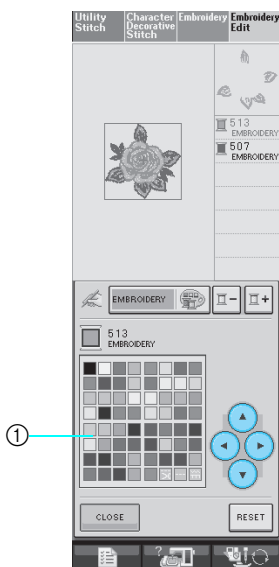 Utility Stitch
Character Decorative Stitch
Embroidery
Embroidery Edit
513
EMBROIDERY
507
EMBROIDERY
EMBROIDERY
－
＋
513
EMBROIDERY
①
CLOSE
RESET
?